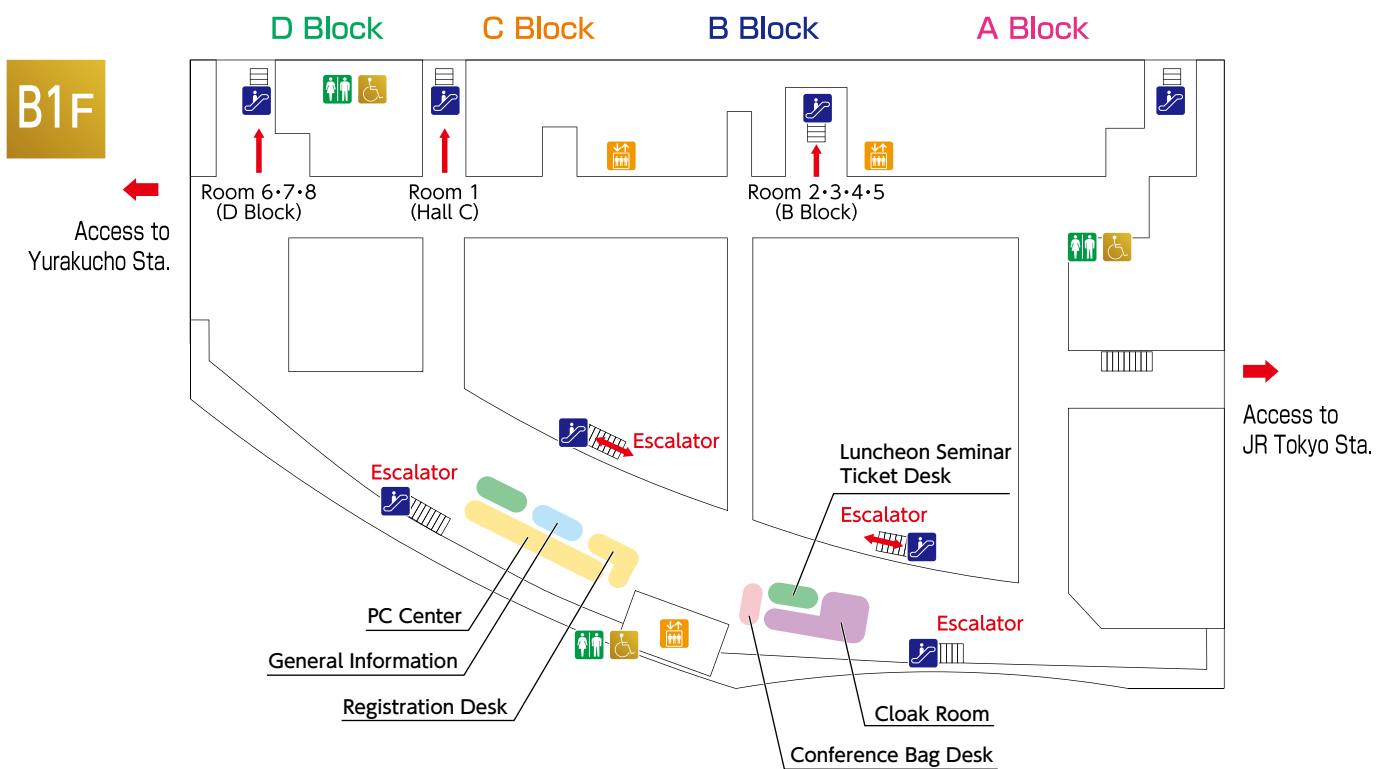 D Block
C Block
B Block
A Block
B1F
Room 6・7・8
(D Block)
Room 1
(Hall C)
Room 2・3・4・5
(B Block)
Access to
Yurakucho Sta.
Access to
JR Tokyo Sta.
Escalator
Luncheon Seminar
Ticket Desk
Escalator
Escalator
PC Center
Escalator
General Information
Registration Desk
Cloak Room
Conference Bag Desk